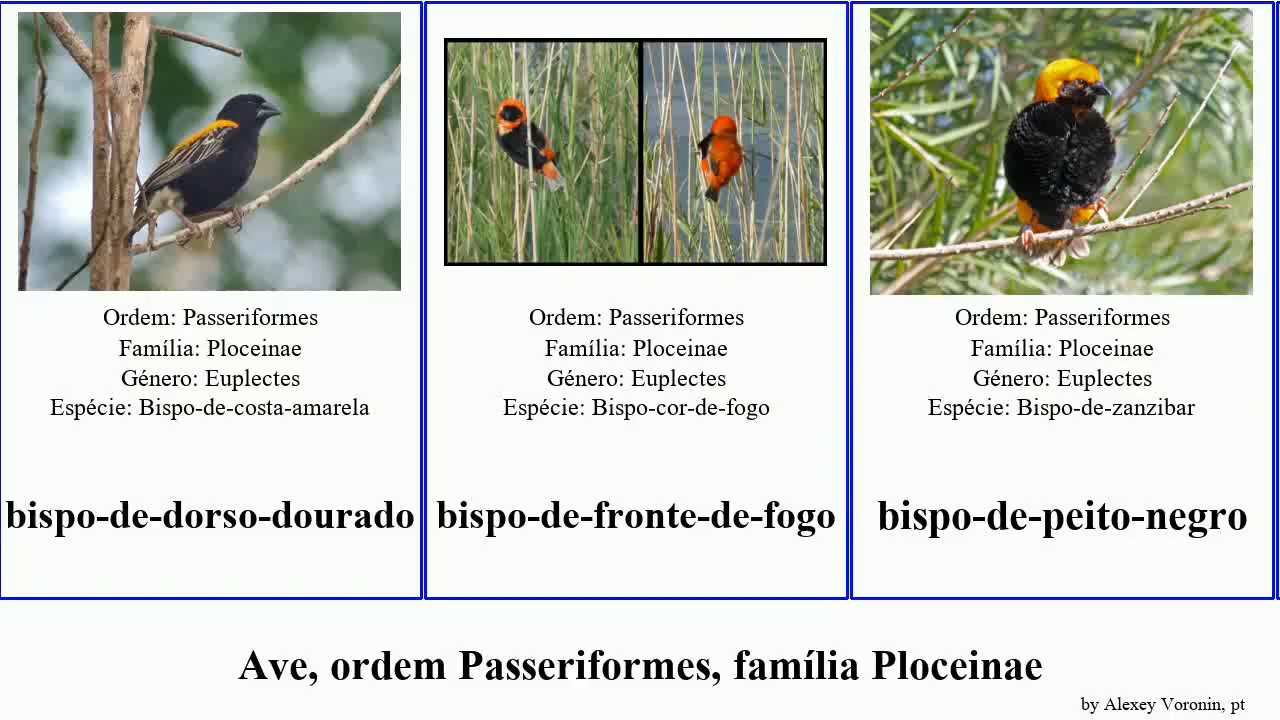 Ordem: Passeriformes
Família: Ploceinae
Género: Euplectes
Espécie: Bispo-de-costa-amarela
bispo-de-dorso-dourado
Ordem: Passeriformes
Família: Ploceinae
Género: Euplectes
Espécie: Bispo-cor-de-fogo
bispo-de-fronte-de-fogo
Ordem: Passeriformes
Família: Ploceinae
Género: Euplectes
Espécie: Bispo-de-zanzibar
bispo-de-peito-negro
Ave, ordem Passeriformes, família Ploceinae
by Alexey Voronin, pt